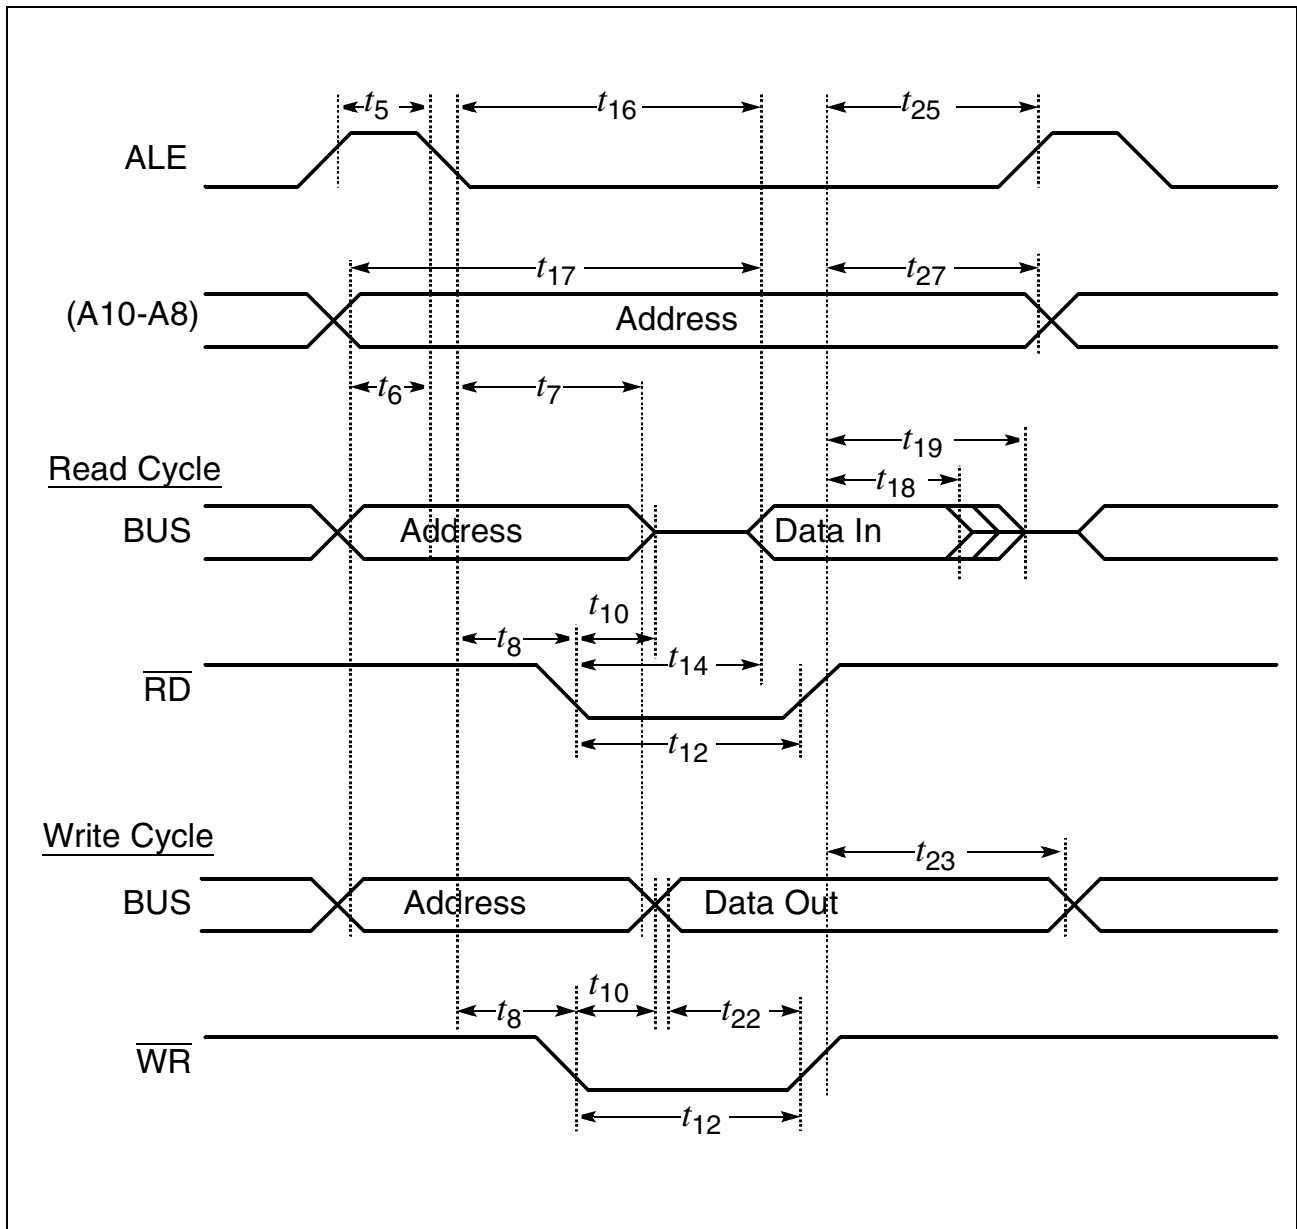 t5 t16 t25
ALE
t17 t27
(A10-A8) Address
t6 t7
t19
Read Cycle t18
BUS Address Data In
t10
t8 t14
RD
t12
Write Cycle
t23
BUS Address Data Out
t10
t8 t22
WR
t12